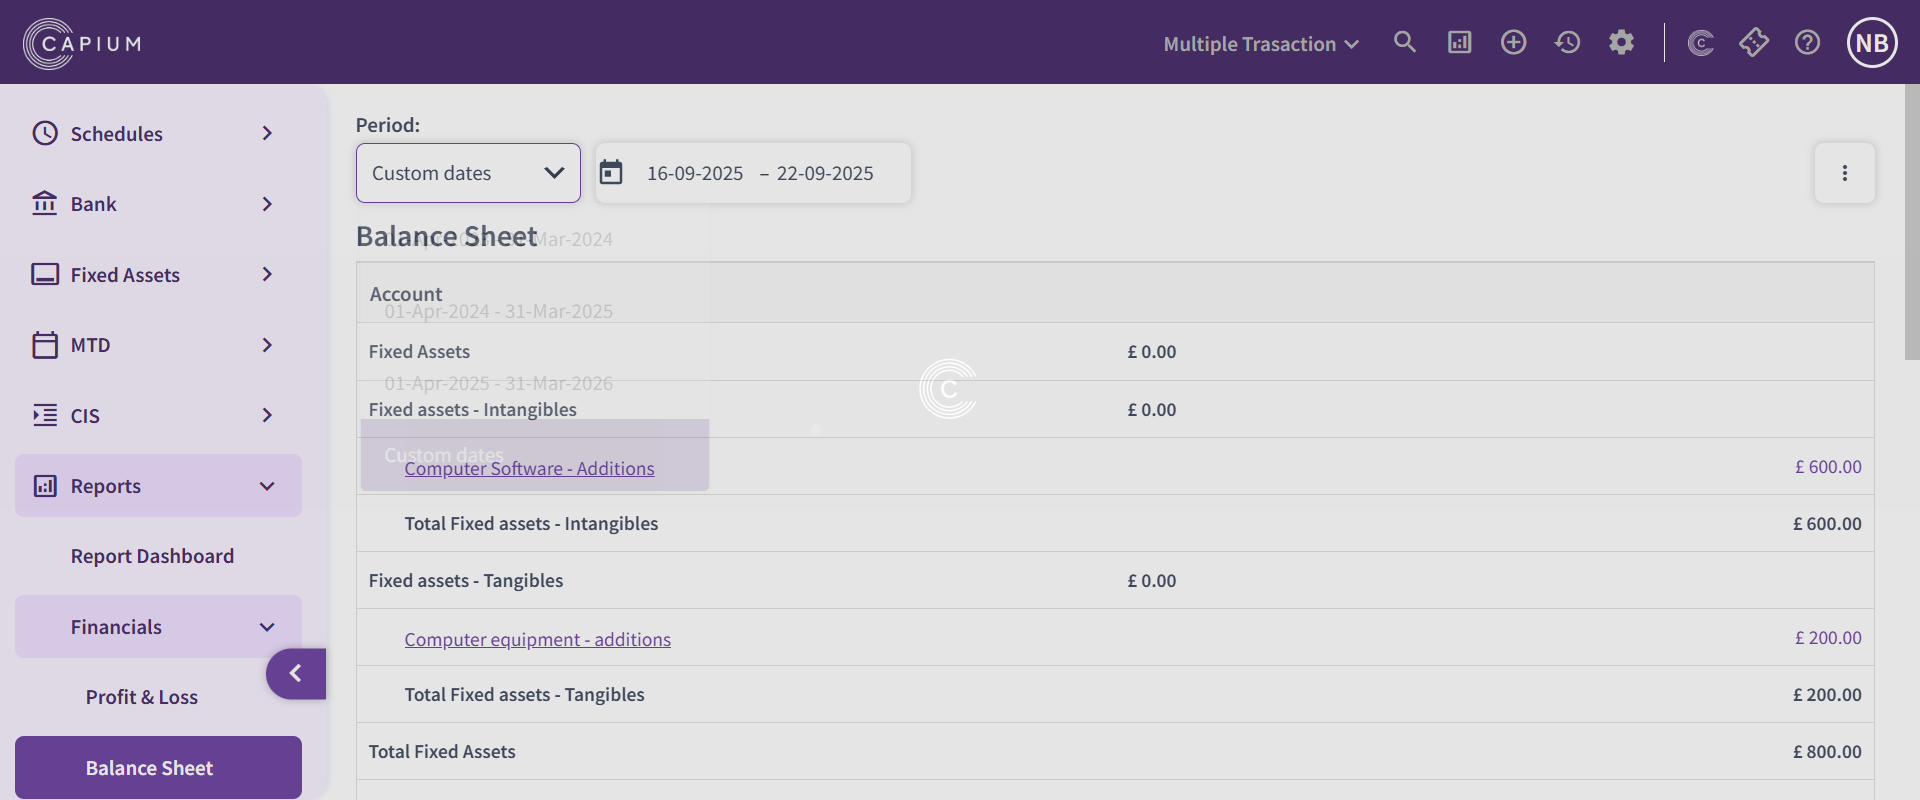 CAPIUM
Multiple Trasaction
NB
Schedules
Bank
Fixed Assets
MTD
CIS
Reports
Report Dashboard
Financials
Profit & Loss
Balance Sheet
Period:
Custom dates
16-09-2025 – 22-09-2025
Balance Sheet
Mar-2024
Account
01-Apr-2024 - 31-Mar-2025
Fixed Assets £ 0.00
01-Apr-2025 - 31-Mar-2026
Fixed assets - Intangibles £ 0.00
C
Custom dates
Computer Software - Additions £ 600.00
Total Fixed assets - Intangibles £ 600.00
Fixed assets - Tangibles £ 0.00
Computer equipment - additions £ 200.00
Total Fixed assets - Tangibles £ 200.00
Total Fixed Assets £ 800.00